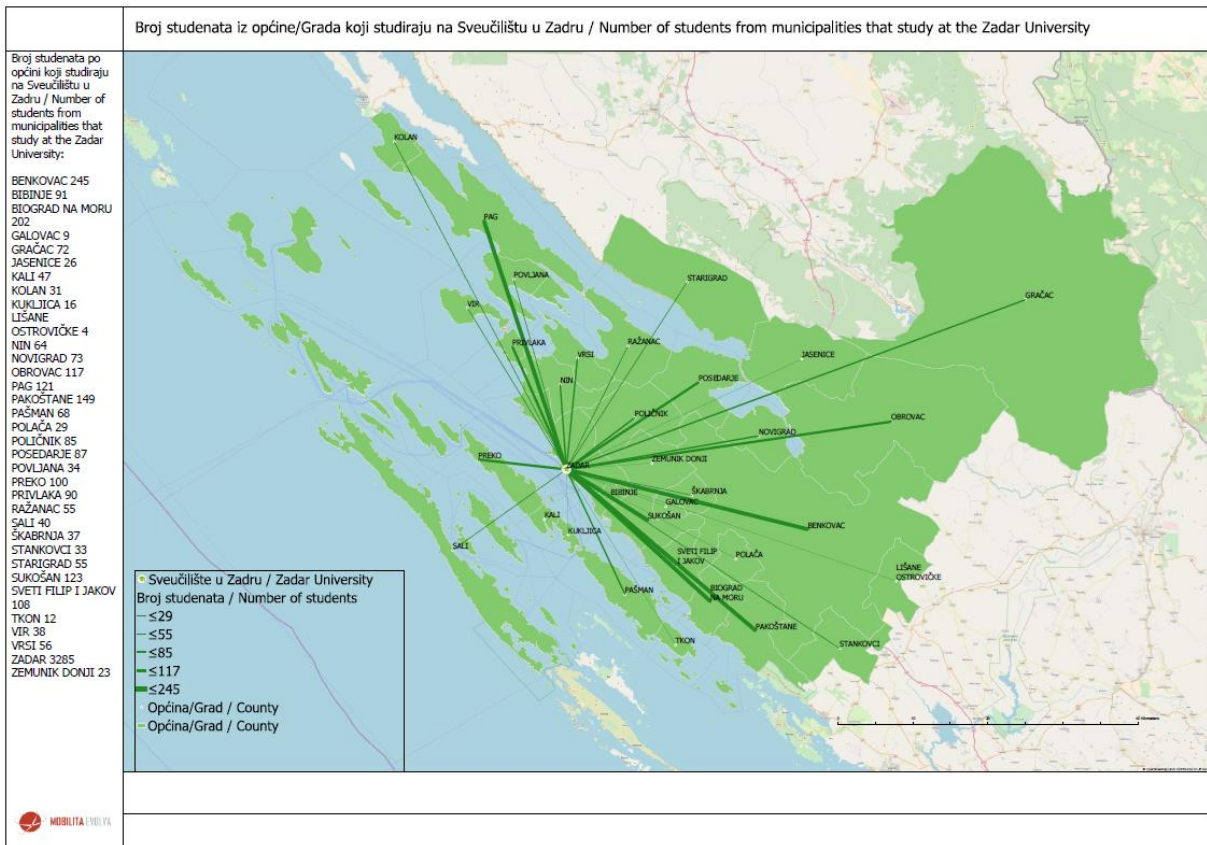 Broj studenata iz općine/Grada koji studiraju na Sveučilištu u Zadru / Number of students from municipalities that study at the Zadar University
Broj studenata po
općini koji studiraju
na Sveučilištu u
Zadru / Number of
students from
municipalities that
study at the Zadar
University:
BENKOVAC 245
BIBINJE 91
BIOGRAD NA MORU
202
GALOVAC 9
GRAČAC 72
JASENICE 26
KALI 47
KOLAN 31
KUKLJICA 16
LIŠANE
OSTROVIČKE 4
NIN 64
NOVIGRAD 73
OBROVAC 117
PAG 121
PAKOŠTANE 149
PAŠMAN 68
POLAČA 29
POLIČNIK 85
POSEDARJE 87
POVLJANA 34
PREKO 100
PRIVLAKA 90
RAŽANAC 55
SALI 40
ŠKABRNJA 37
STANKOVCI 33
STARIGRAD 55
SUKOŠAN 123
SVETI FILIP I JAKOV
108
TKON 12
VIR 38
VRSI 56
ZADAR 3285
ZEMUNIK DONJI 23
KOLAN
PAG
POVLJANA
STARIGRAD
GRAČAC
VIR
PRIVLAKA
VRSI
RAŽANAC
JASENICE
NIN
POSEDARJE
POLIČNIK
OBROVAC
NOVIGRAD
PREKO
ZADAR
ZEMUNIK DONJI
BIBINJE
ŠKABRNJA
GALOVAC
KALI
SUKOŠAN
BENKOVAC
KUKLJICA
SALI
SVETI FILIP
I JAKOV
POLAČA
LIŠANE
OSTROVIČKE
PAŠMAN
BIOGRAD
NA MORU
PAKOŠTANE
TKON
STANKOVCI
Sveučilište u Zadru / Zadar University
Broj studenata / Number of students
≤29
≤55
≤85
≤117
≤245
Općina/Grad / County
Općina/Grad / County
MOBILITA EVOLVA